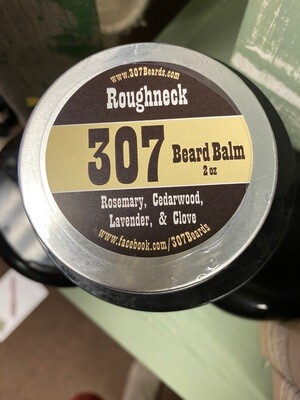 www.307Beards.com
Roughneck
307 Beard Balm
2 oz
Rosemary, Cedarwood,
Lavender, & Clove
www.facebook.com/307Beards